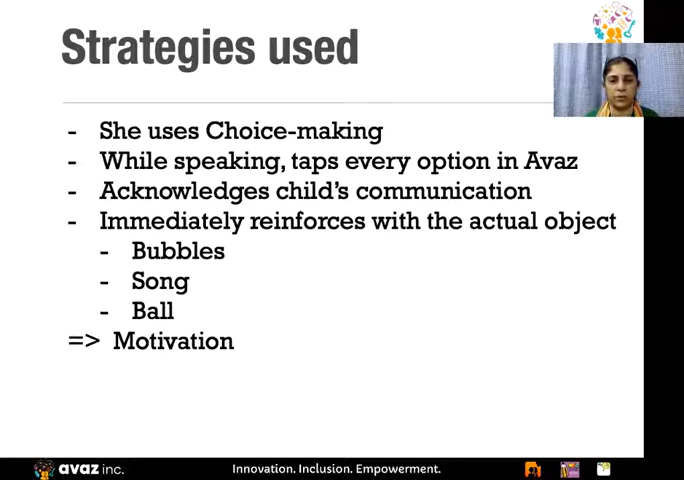 Strategies used
- She uses Choice-making
- While speaking, taps every option in Avaz
- Acknowledges child's communication
- Immediately reinforces with the actual object
- Bubbles
- Song
- Ball
=> Motivation
avaz inc.
Innovation. Inclusion. Empowerment.